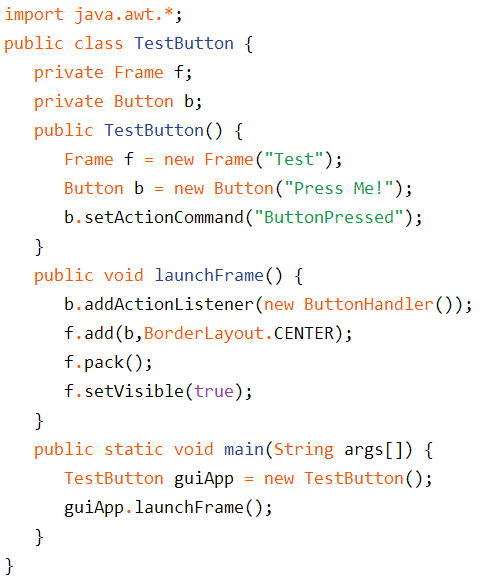 import java.awt.*;
public class TestButton {
private Frame f;
private Button b;
public TestButton() {
Frame f = new Frame("Test");
Button b = new Button("Press Me!");
b.setActionCommand("ButtonPressed");
}
public void launchFrame() {
b.addActionListener(new ButtonHandler());
f.add(b,BorderLayout.CENTER);
f.pack();
f.setVisible(true);
}
public static void main(String args[]) {
TestButton guiApp = new TestButton();
guiApp.launchFrame();
}
}